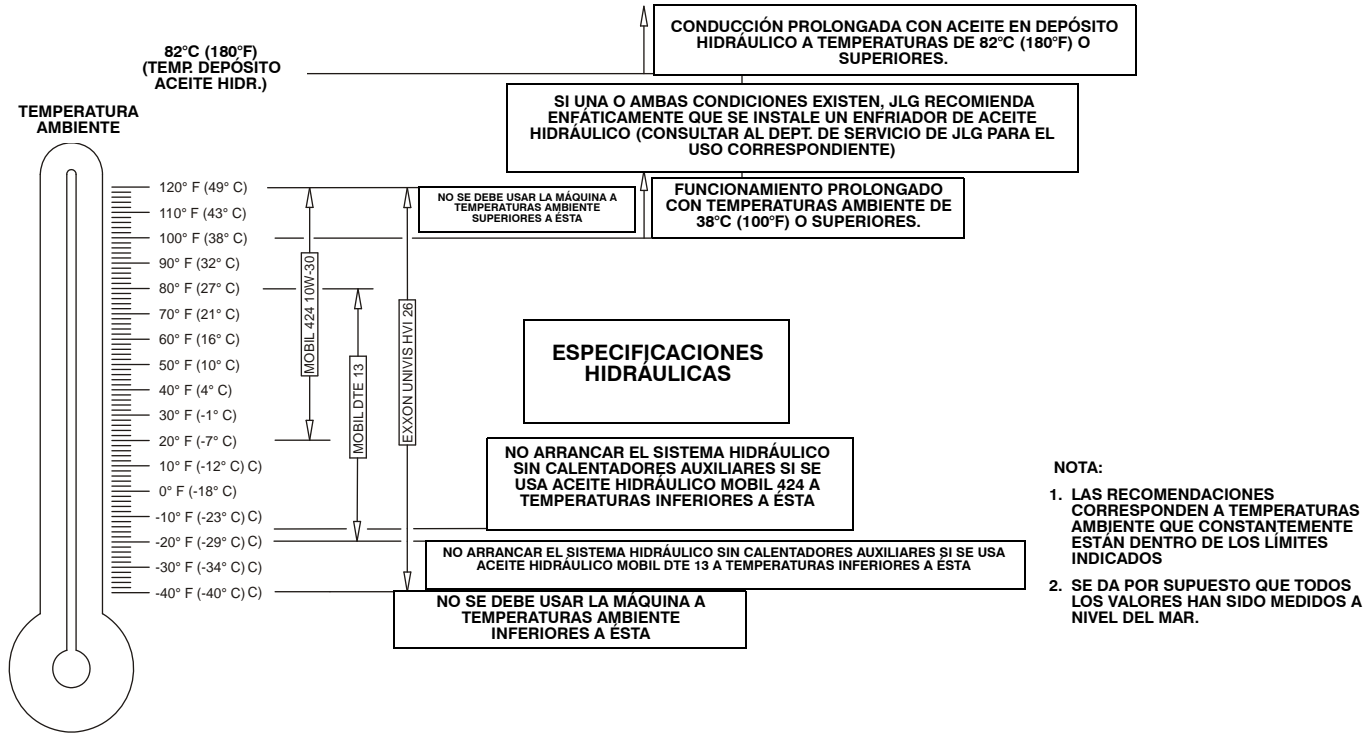 82°C (180°F)
(TEMP. DEPÓSITO
ACEITE HIDR.)
CONDUCCIÓN PROLONGADA CON ACEITE EN DEPÓSITO
HIDRÁULICO A TEMPERATURAS DE 82°C (180°F) O
SUPERIORES.
SI UNA O AMBAS CONDICIONES EXISTEN, JLG RECOMIENDA
ENFÁTICAMENTE QUE SE INSTALE UN ENFRIADOR DE ACEITE
HIDRÁULICO (CONSULTAR AL DEPT. DE SERVICIO DE JLG PARA EL
USO CORRESPONDIENTE)
TEMPERATURA
AMBIENTE
120° F (49° C)
110° F (43° C)
100° F (38° C)
90° F (32° C)
80° F (27° C)
70° F (21° C)
60° F (16° C)
50° F (10° C)
40° F (4° C)
30° F (-1° C)
20° F (-7° C)
10° F (-12° C) C)
0° F (-18° C)
-10° F (-23° C) C)
-20° F (-29° C) C)
-30° F (-34° C) C)
-40° F (-40° C) C)
MOBIL 424 10W-30
MOBIL DTE 13
EXXON UNIVIS HVI 26
NO SE DEBE USAR LA MÁQUINA A
TEMPERATURAS AMBIENTE
SUPERIORES A ÉSTA
FUNCIONAMIENTO PROLONGADO
CON TEMPERATURAS AMBIENTE DE
38°C (100°F) O SUPERIORES.
ESPECIFICACIONES
HIDRÁULICAS
NO ARRANCAR EL SISTEMA HIDRÁULICO
SIN CALENTADORES AUXILIARES SI SE
USA ACEITE HIDRÁULICO MOBIL 424 A
TEMPERATURAS INFERIORES A ÉSTA
NO ARRANCAR EL SISTEMA HIDRÁULICO SIN CALENTADORES AUXILIARES SI SE USA
ACEITE HIDRÁULICO MOBIL DTE 13 A TEMPERATURAS INFERIORES A ÉSTA
NO SE DEBE USAR LA MÁQUINA A
TEMPERATURAS AMBIENTE
INFERIORES A ÉSTA
NOTA:
1. LAS RECOMENDACIONES
CORRESPONDEN A TEMPERATURAS
AMBIENTE QUE CONSTANTEMENTE
ESTÁN DENTRO DE LOS LÍMITES
INDICADOS
2. SE DA POR SUPUESTO QUE TODOS
LOS VALORES HAN SIDO MEDIDOS A
NIVEL DEL MAR.